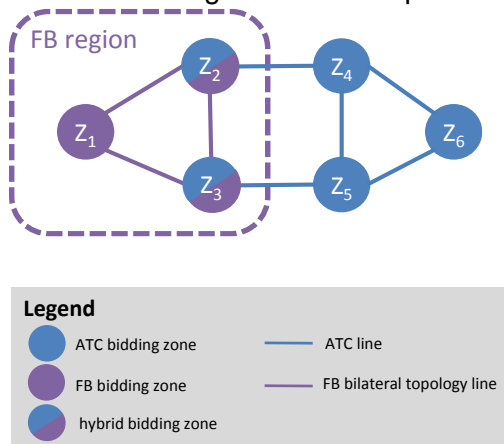 FB region
Z2
Z4
Z1
Z6
Z3
Z5
Legend
ATC bidding zone
ATC line
FB bidding zone
FB bilateral topology line
hybrid bidding zone